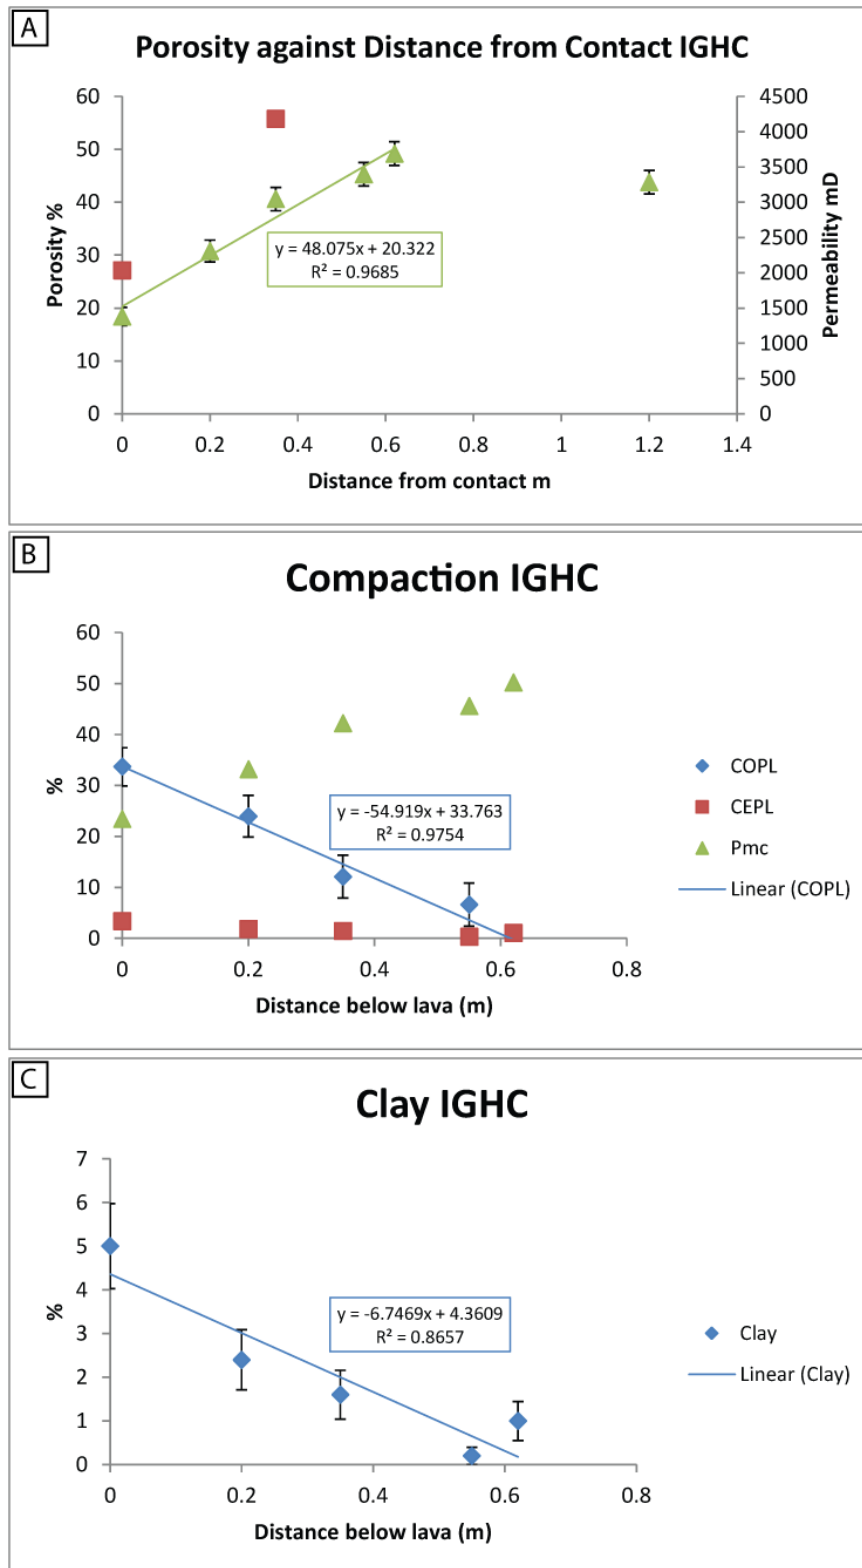 A
Porosity against Distance from Contact IGHC
60
50
40
30
20
10
0
Porosity %
4500
4000
3500
3000
2500
2000
1500
1000
500
0
Permeability mD
y = 48.075x + 20.322
R² = 0.9685
0 0.2 0.4 0.6 0.8 1 1.2 1.4
Distance from contact m
B
Compaction IGHC
60
50
40
30
20
10
0
%
y = -54.919x + 33.763
R² = 0.9754
COPL
CEPL
Pmc
Linear (COPL)
0 0.2 0.4 0.6 0.8
Distance below lava (m)
C
Clay IGHC
7
6
5
4
3
2
1
0
%
y = -6.7469x + 4.3609
R² = 0.8657
Clay
Linear (Clay)
0 0.2 0.4 0.6 0.8
Distance below lava (m)